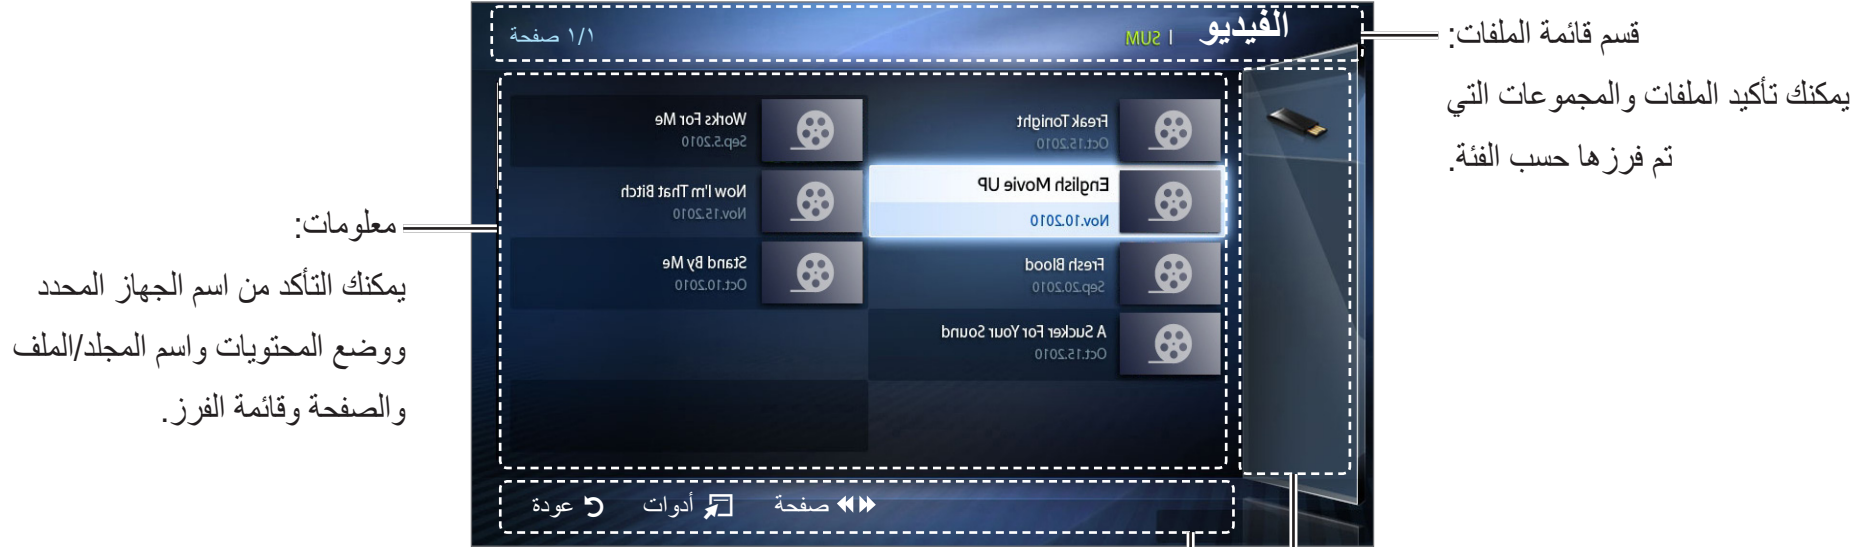 قسم قائمة الملفات:
يمكنك تأكيد الملفات والمجموعات التي
تم فرزها حسب الفئة.
الفيديو | SUM
١/١ صفحة
Freak Tonight
Oct.15.2010
English Movie UP
Nov.10.2010
Fresh Blood
Sep.20.2010
A Sucker For Your Sound
Oct.15.2010
Works For Me
Sep.5.2010
Now I'm That Bitch
Nov.15.2010
Stand By Me
Oct.10.2010
صفحة أدوات عودة
معلومات:
يمكنك التأكد من اسم الجهاز المحدد
ووضع المحتويات واسم المجلد/الملف
والصفحة وقائمة الفرز.